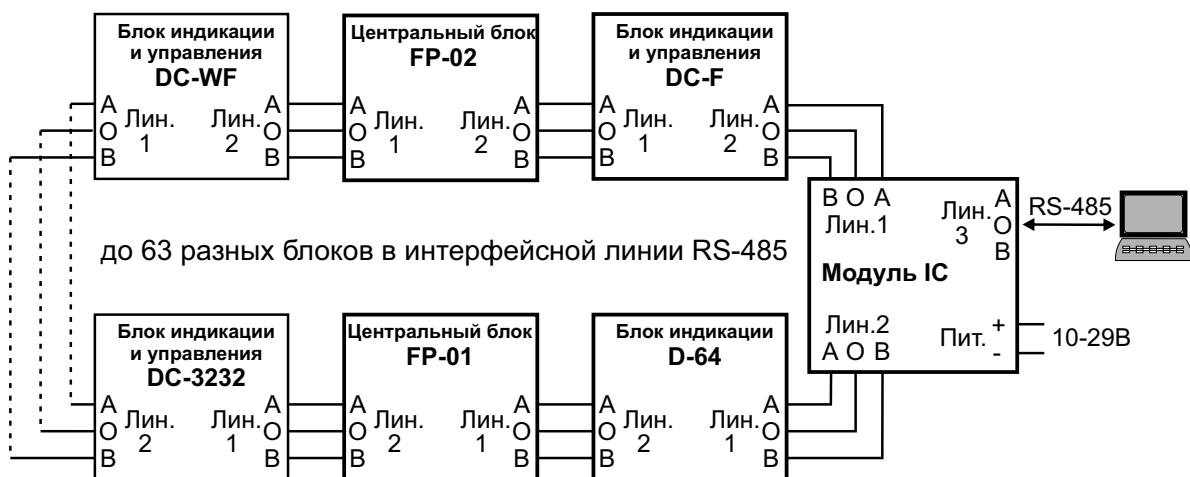 Блок индикации
и управления
DC-WF
А
О
В
Лин.
1
Лин.
2
А
О
В
Центральный блок
FP-02
А
О
В
Лин.
1
Лин.
2
А
О
В
Блок индикации
и управления
DC-F
А
О
В
Лин.
1
Лин.
2
А
О
В
В О А
Лин.1
Лин.
3
А
О
В
RS-485
Модуль IC
Лин.2
А О В
Пит.
+
-
10-29В
до 63 разных блоков в интерфейсной линии RS-485
Блок индикации
и управления
DC-3232
А
О
В
Лин.
2
Лин.
1
А
О
В
Центральный блок
FP-01
А
О
В
Лин.
2
Лин.
1
А
О
В
Блок индикации
D-64
А
О
В
Лин.
2
Лин.
1
А
О
В